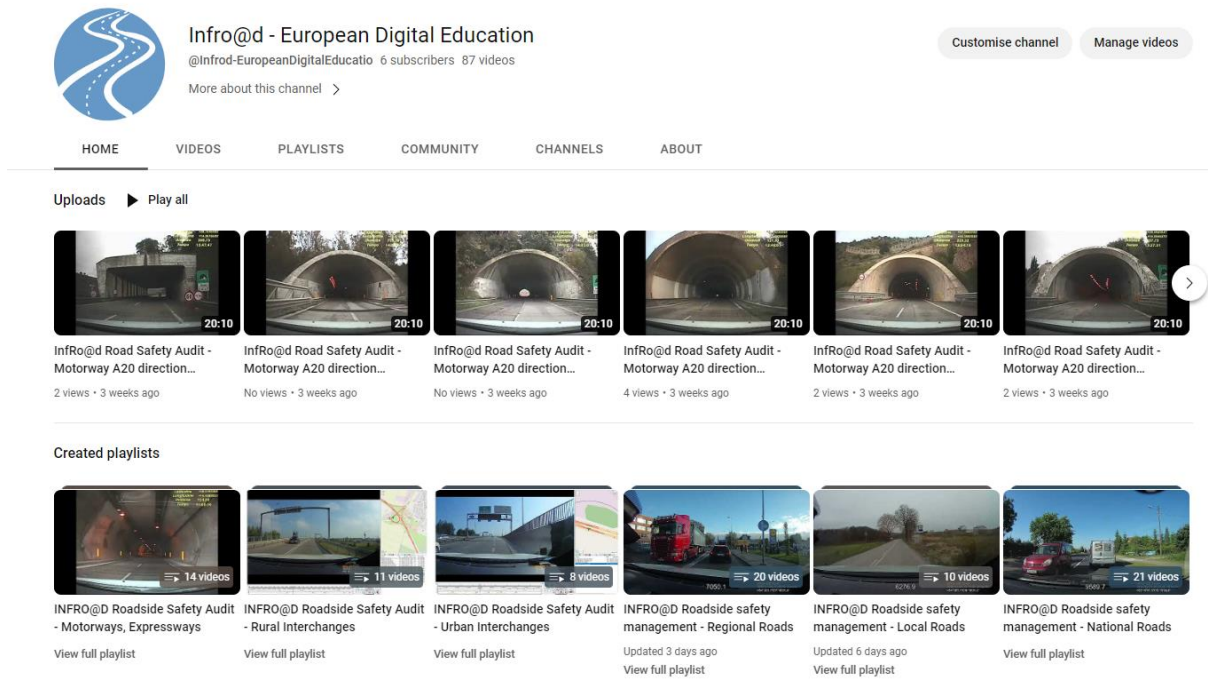 Infro@d - European Digital Education
@Infrod-EuropeanDigitalEducatio 6 subscribers 87 videos
More about this channel
Customise channel Manage videos
HOME VIDEOS PLAYLISTS COMMUNITY CHANNELS ABOUT
Uploads Play all
20:10 20:10 20:10 20:10 20:10 20:10
InfRo@d Road Safety Audit - InfRo@d Road Safety Audit - InfRo@d Road Safety Audit - InfRo@d Road Safety Audit - InfRo@d Road Safety Audit - InfRo@d Road Safety Audit -
Motorway A20 direction... Motorway A20 direction... Motorway A20 direction... Motorway A20 direction... Motorway A20 direction... Motorway A20 direction...
2 views • 3 weeks ago No views • 3 weeks ago No views • 3 weeks ago 4 views • 3 weeks ago 2 views • 3 weeks ago 2 views • 3 weeks ago
Created playlists
14 videos 11 videos 8 videos 20 videos 10 videos 21 videos
INFRO@D Roadside Safety Audit INFRO@D Roadside Safety Audit INFRO@D Roadside Safety Audit INFRO@D Roadside safety INFRO@D Roadside safety INFRO@D Roadside safety
- Motorways, Expressways - Rural Interchanges - Urban Interchanges management - Regional Roads management - Local Roads management - National Roads
Updated 3 days ago Updated 6 days ago
View full playlist View full playlist View full playlist View full playlist View full playlist View full playlist